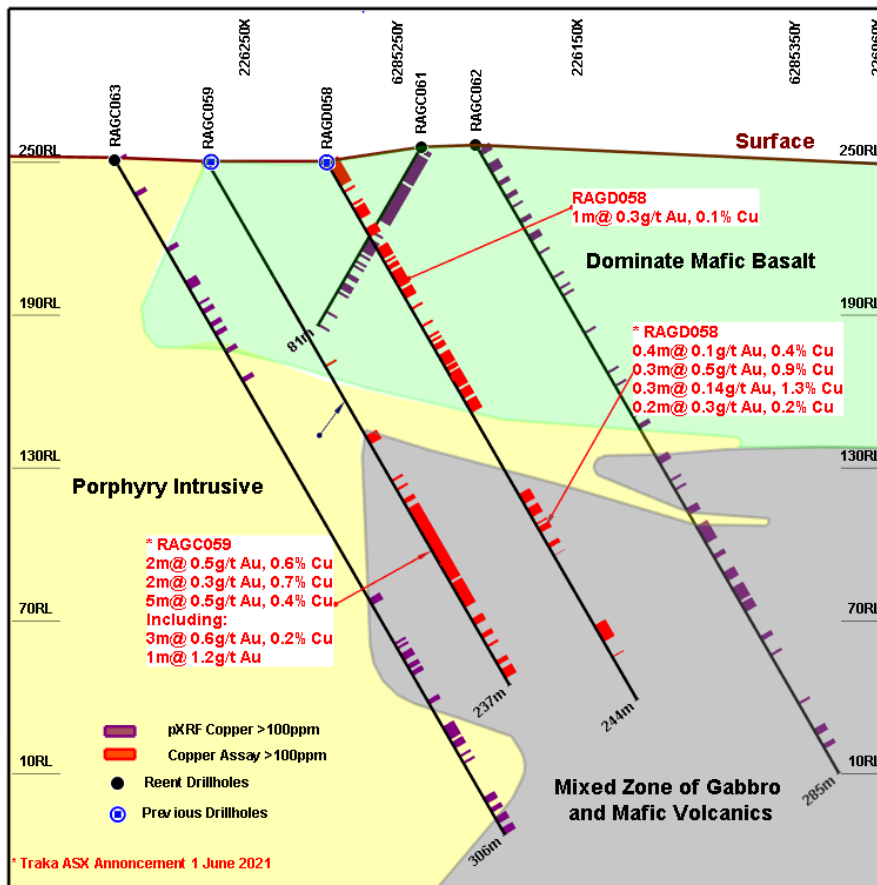 226250X
6285250Y
226150X
6285350Y
226060X
RAGC063
RAGC059
RAGD058
RAGC061
RAGC062
Surface
250RL
250RL
RAGD058
1m@ 0.3g/t Au, 0.1% Cu
Dominate Mafic Basalt
190RL
190RL
81m
* RAGD058
0.4m@ 0.1g/t Au, 0.4% Cu
0.3m@ 0.5g/t Au, 0.9% Cu
0.3m@ 0.14g/t Au, 1.3% Cu
0.2m@ 0.3g/t Au, 0.2% Cu
130RL
130RL
Porphyry Intrusive
* RAGC059
2m@ 0.5g/t Au, 0.6% Cu
2m@ 0.3g/t Au, 0.7% Cu
5m@ 0.5g/t Au, 0.4% Cu
Including:
3m@ 0.6g/t Au, 0.2% Cu
1m@ 1.2g/t Au
70RL
70RL
237m
244m
pXRF Copper >100ppm
Copper Assay >100ppm
Reent Drillholes
Previous Drillholes
10RL
10RL
Mixed Zone of Gabbro
and Mafic Volcanics
285m
306m
* Traka ASX Annoncement 1 June 2021